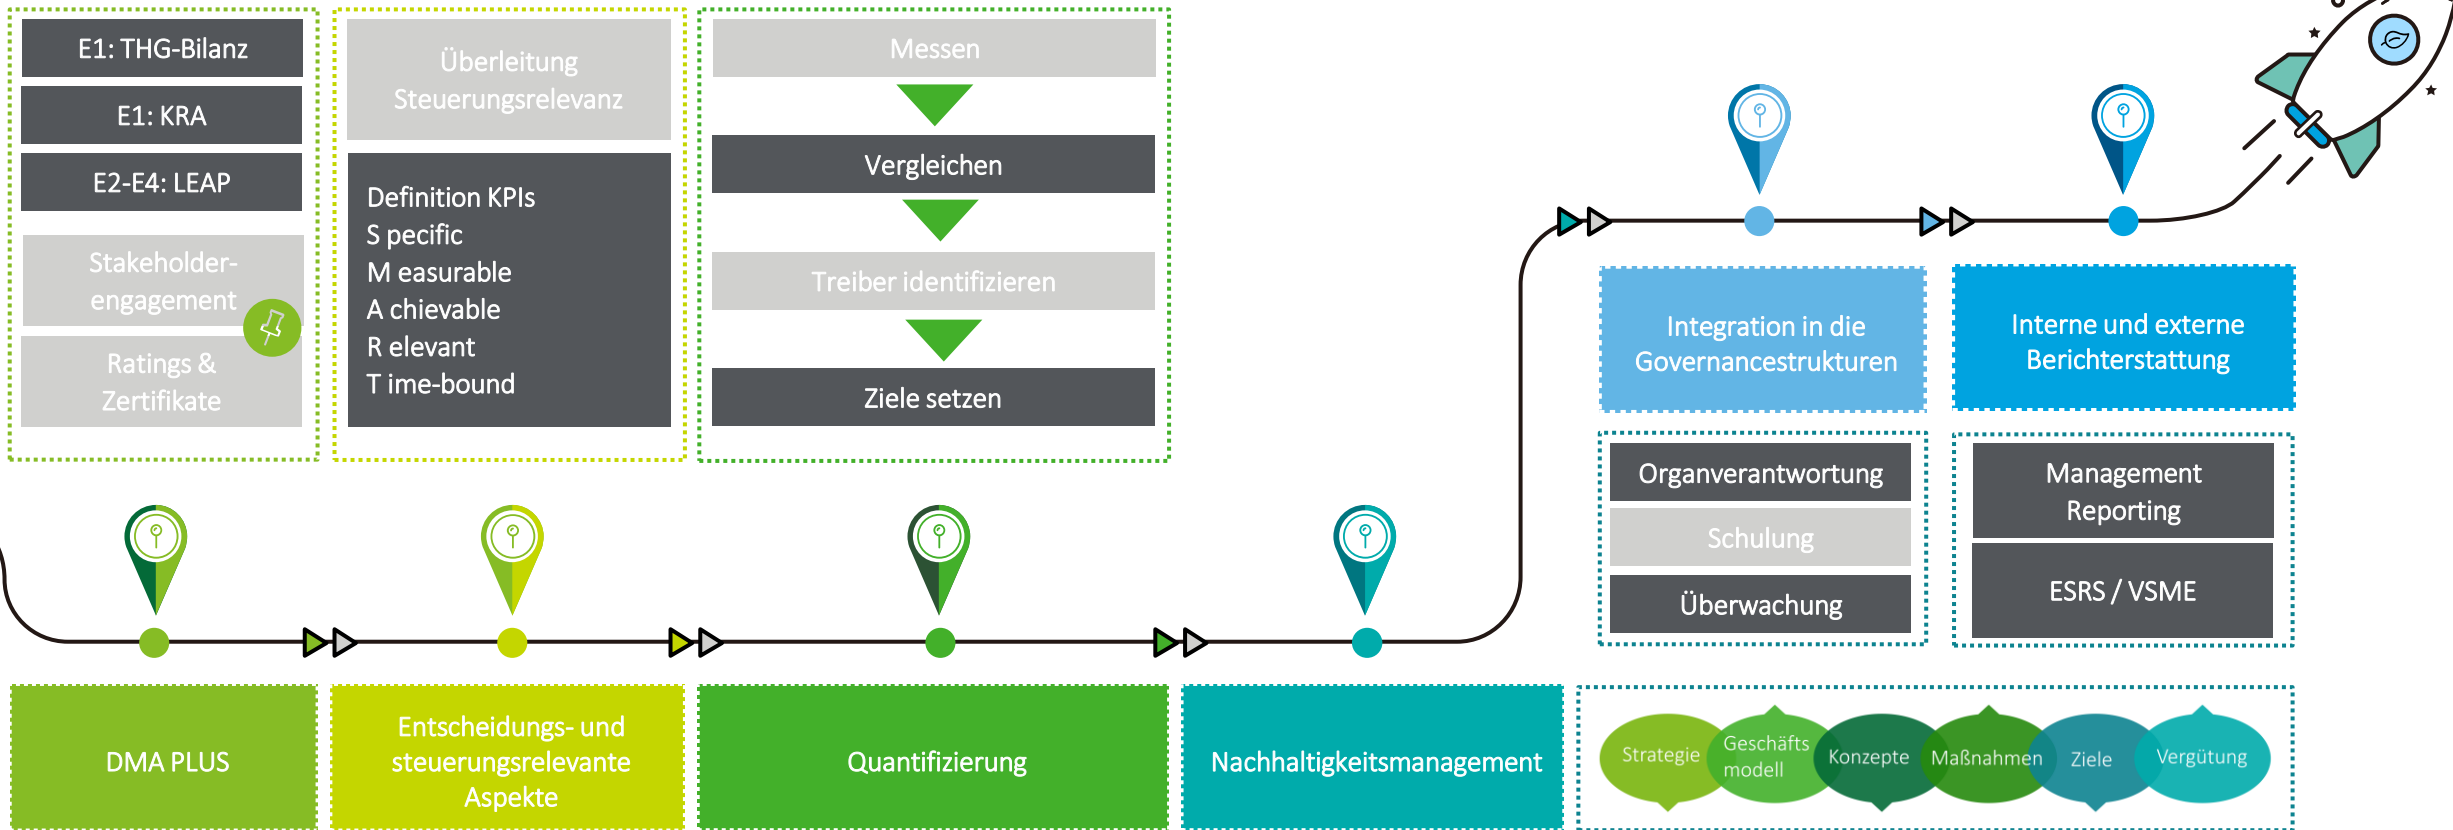 E1: THG-Bilanz
E1: KRA
E2-E4: LEAP
Stakeholder-
engagement
Ratings &
Zertifikate
Überleitung
Steuerungsrelevanz
Definition KPIs
S pecific
M easurable
A chievable
R elevant
T ime-bound
Messen
Vergleichen
Treiber identifizieren
Ziele setzen
Integration in die
Governancestrukturen
Interne und externe
Berichterstattung
Organverantwortung
Schulung
Überwachung
Management
Reporting
ESRS / VSME
DMA PLUS
Entscheidungs- und
steuerungsrelevante
Aspekte
Quantifizierung
Nachhaltigkeitsmanagement
Strategie
Geschäfts
modell
Konzepte
Maßnahmen
Ziele
Vergütung